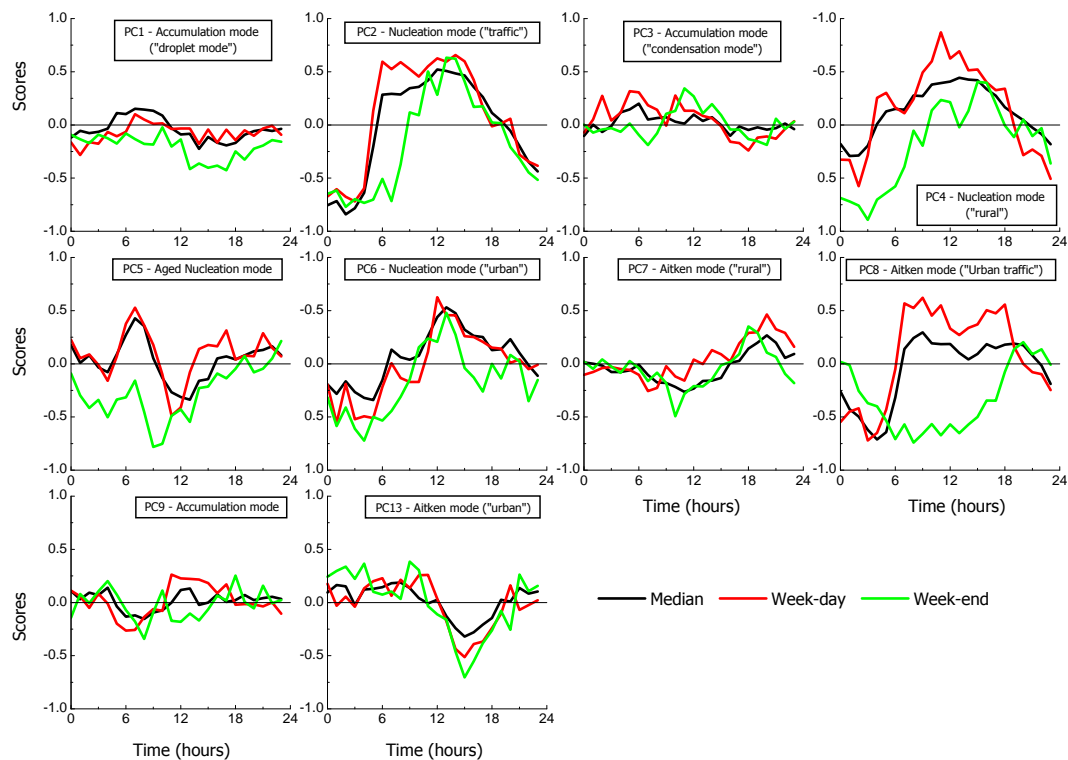 Scores
1.0
0.5
0.0
-0.5
-1.0
PC1 - Accumulation mode
("droplet mode")
0 6 12 18 24
1.0
0.5
0.0
-0.5
-1.0
PC2 - Nucleation mode ("traffic")
0 6 12 18 24
1.0
0.5
0.0
-0.5
-1.0
PC3 - Accumulation mode
("condensation mode")
0 6 12 18 24
-1.0
-0.5
0.0
0.5
1.0
PC4 - Nucleation mode
("rural")
0 6 12 18 24
Scores
1.0
0.5
0.0
-0.5
-1.0
PC5 - Aged Nucleation mode
0 6 12 18 24
-1.0
-0.5
0.0
0.5
1.0
PC6 - Nucleation mode ("urban")
0 6 12 18 24
1.0
0.5
0.0
-0.5
-1.0
PC7 - Aitken mode ("rural")
0 6 12 18 24
Time (hours)
1.0
0.5
0.0
-0.5
-1.0
PC8 - Aitken mode ("Urban traffic")
0 6 12 18 24
Time (hours)
Scores
1.0
0.5
0.0
-0.5
-1.0
PC9 - Accumulation mode
0 6 12 18 24
Time (hours)
1.0
0.5
0.0
-0.5
-1.0
PC13 - Aitken mode ("urban")
0 6 12 18 24
Time (hours)
Median Week-day Week-end